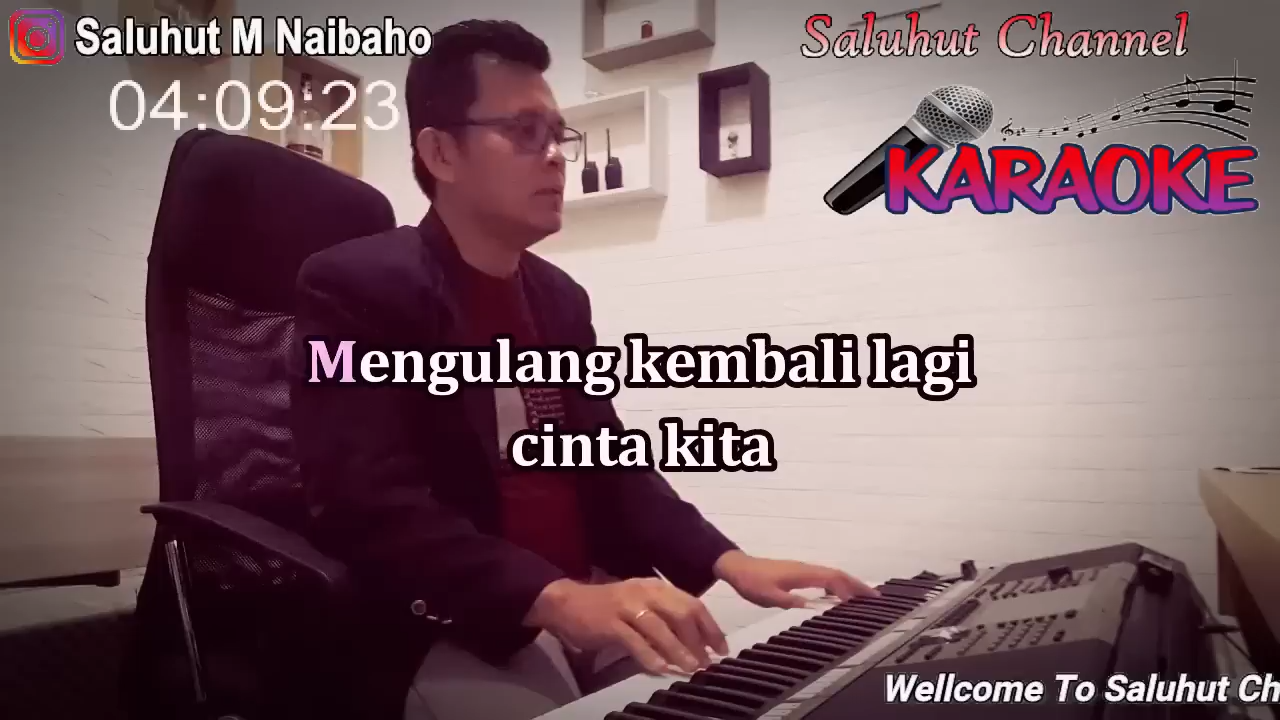 Saluhut M Naibaho
04:09:23
Saluhut Channel
KARAOKE
Mengulang kembali lagi
cinta kita
Wellcome To Saluhut Ch